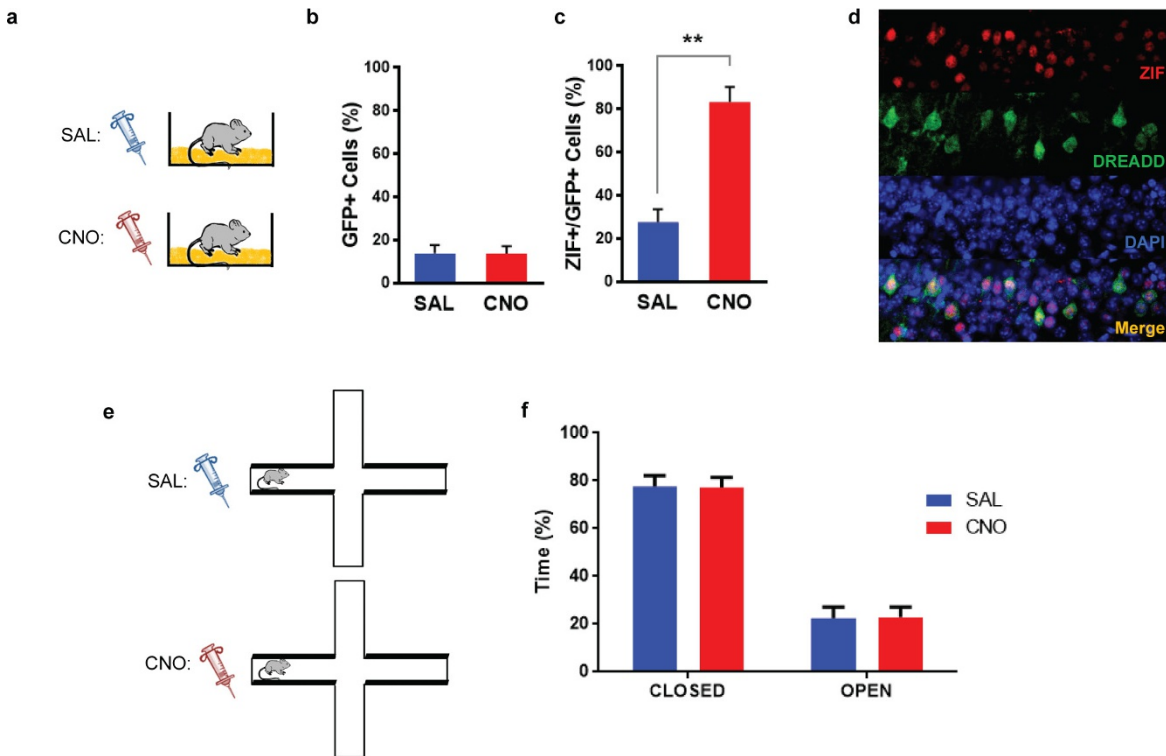 a
SAL:
CNO:
b
GFP+ Cells (%)
100
80
60
40
20
0
SAL
CNO
c
**
ZIF+/GFP+ Cells (%)
100
80
60
40
20
0
SAL
CNO
d
ZIF
DREADD
DAPI
Merge
e
SAL:
CNO:
f
Time (%)
100
80
60
40
20
0
CLOSED
OPEN
SAL
CNO